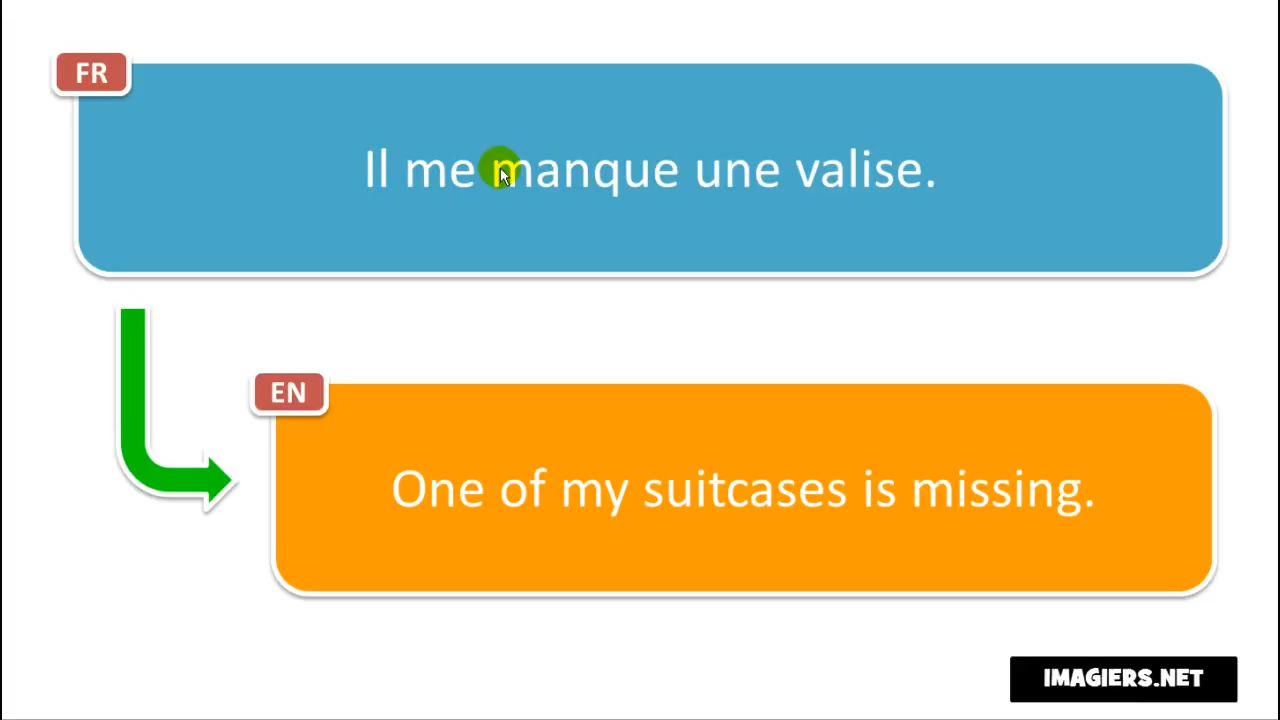 FR
Il me manque une valise.
EN
One of my suitcases is missing.
IMAGIERS.NET